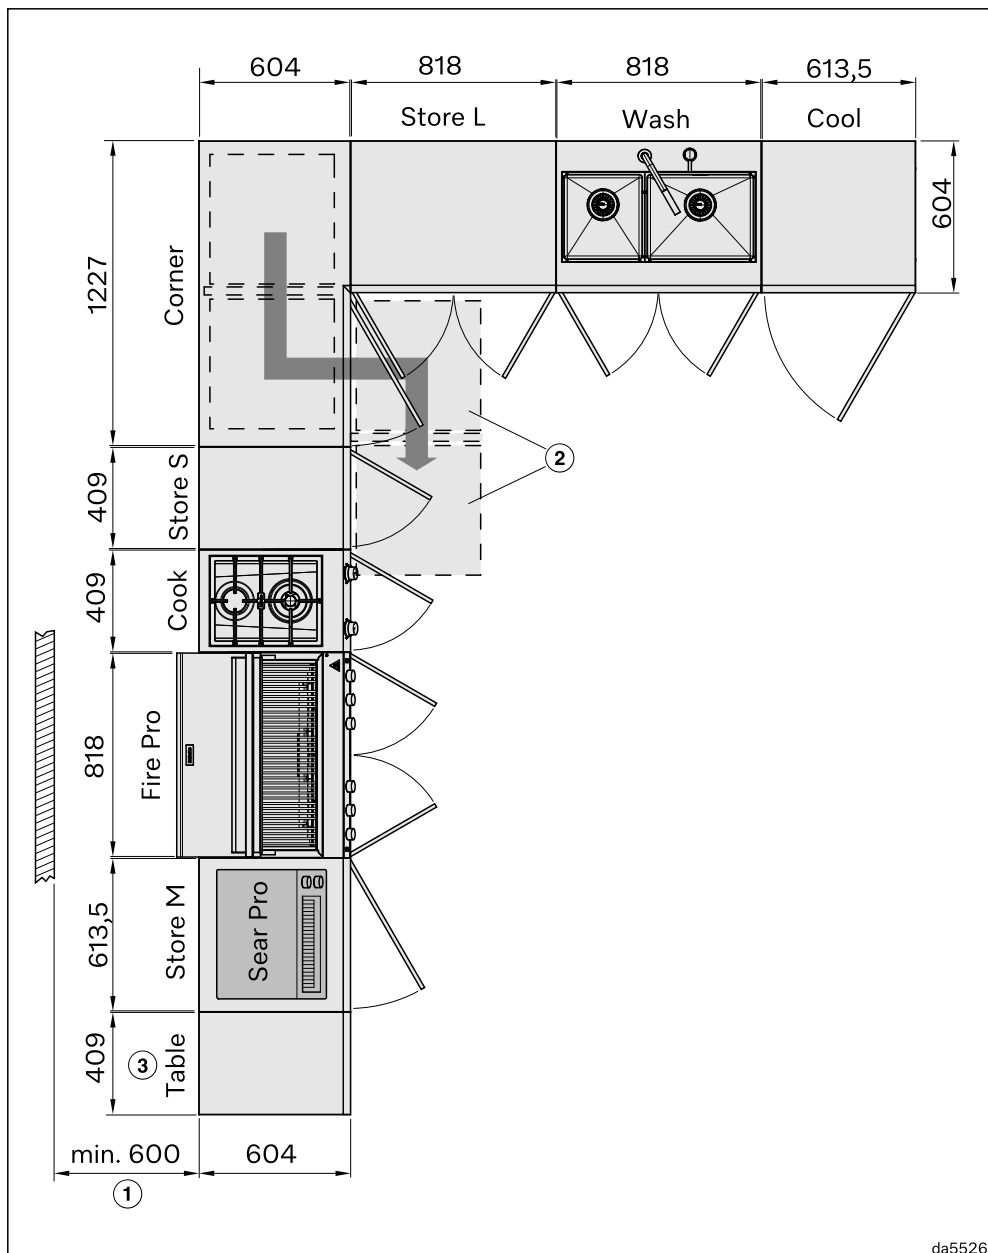 604
818
818
613,5
Store L
Wash
Cool
604
1227
Corner
2
409
Store S
409
Cook
818
Fire Pro
613,5
Store M
Sear Pro
409
3
Table
min. 600
604
1
da5526